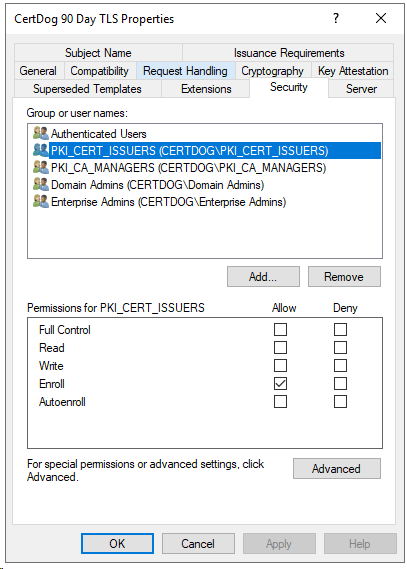 CertDog 90 Day TLS Properties ? ×
Subject Name Issuance Requirements
General Compatibility Request Handling Cryptography Key Attestation
Superseded Templates Extensions Security Server
Group or user names:
Authenticated Users
PKI_CERT_ISSUERS (CERTDOG\PKI_CERT_ISSUERS)
PKI_CA_MANAGERS (CERTDOG\PKI_CA_MANAGERS)
Domain Admins (CERTDOG\Domain Admins)
Enterprise Admins (CERTDOG\Enterprise Admins)
Add... Remove
Permissions for PKI_CERT_ISSUERS Allow Deny
Full Control
Read
Write
Enroll
Autoenroll
For special permissions or advanced settings, click
Advanced. Advanced
OK Cancel Apply Help